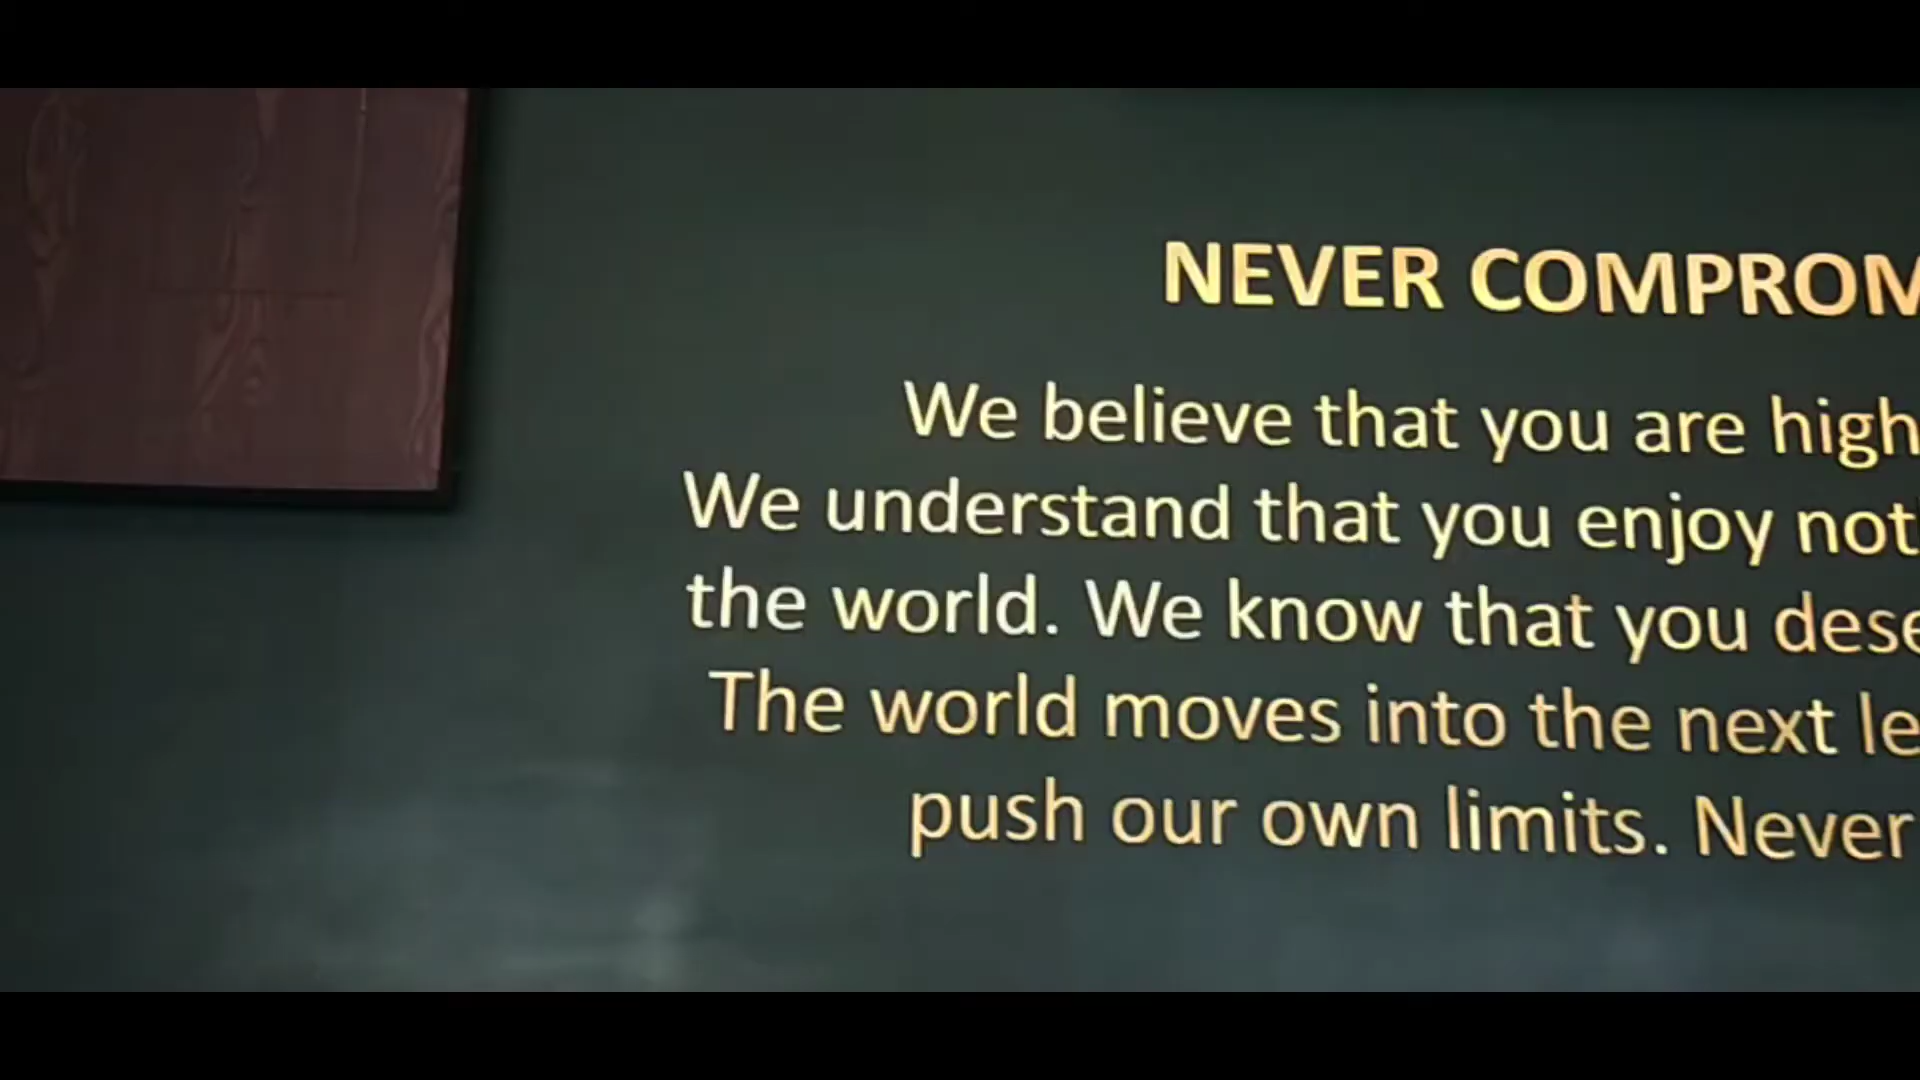 NEVER COMPROM
We believe that you are high
We understand that you enjoy not
the world. We know that you dese
The world moves into the next le
push our own limits. Never